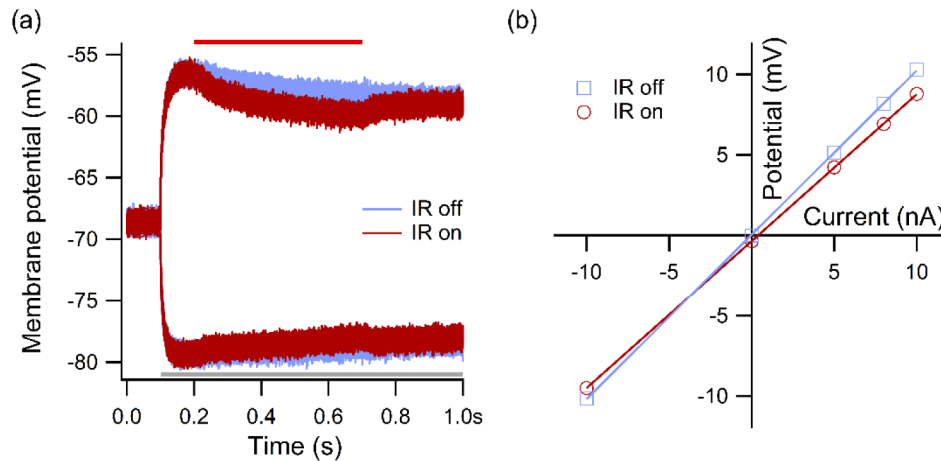 (a)
Membrane potential (mV)
-55
-60
-65
-70
-75
-80
IR off
IR on
0.0
0.2
0.4
0.6
0.8
1.0s
Time (s)
(b)
IR off
IR on
Potential (mV)
10
5
-5
-10
Current (nA)
-10
-5
5
10